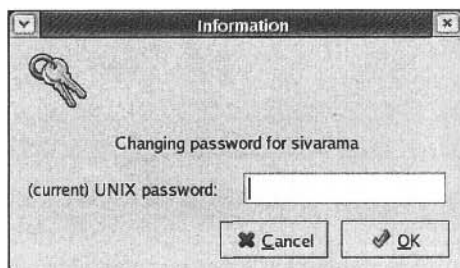 Information
Changing password for sivarama
(current) UNIX password:
Cancel
OK